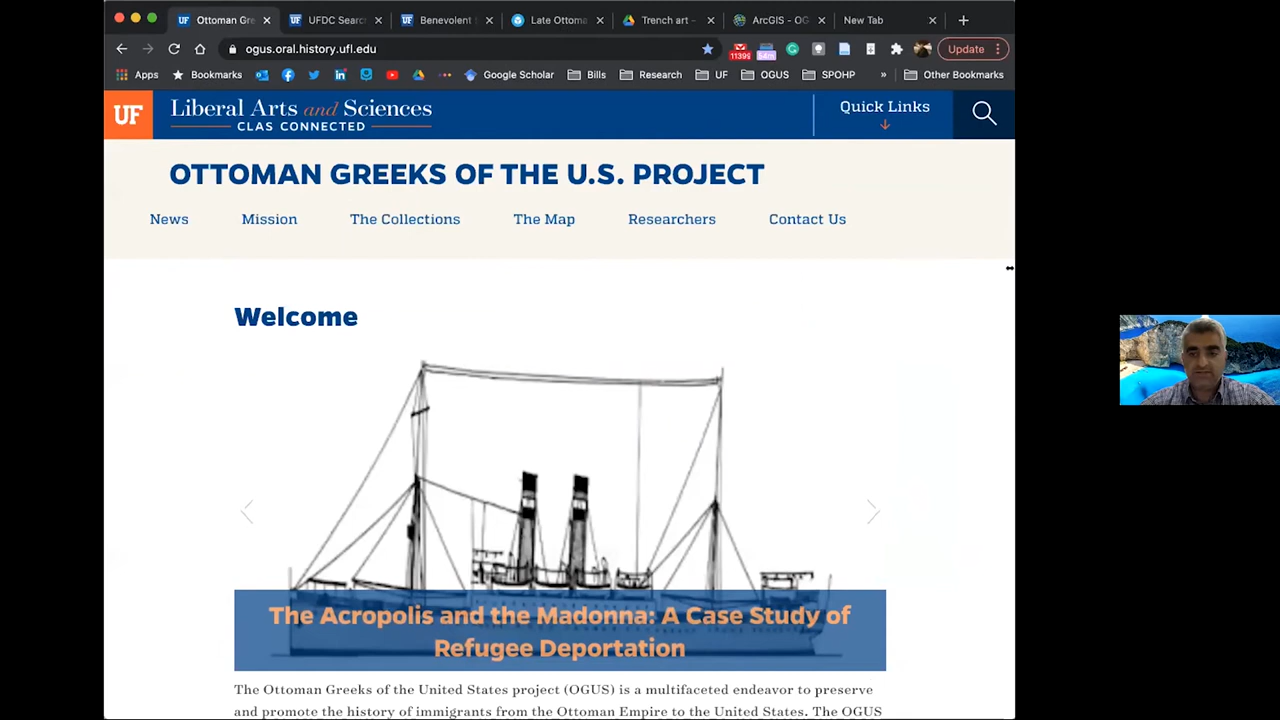 Ottoman Gre
UFDC Searc
Benevolent
Late Ottoma
Trench art –
ArcGIS - OG
New Tab
ogus.oral.history.ufl.edu
11399
54m
Update
Apps
Bookmarks
Google Scholar
Bills
Research
UF
OGUS
SPOHP
»
Other Bookmarks
UF
Liberal Arts and Sciences
CLAS CONNECTED
Quick Links
OTTOMAN GREEKS OF THE U.S. PROJECT
News
Mission
The Collections
The Map
Researchers
Contact Us
Welcome
The Acropolis and the Madonna: A Case Study of
Refugee Deportation
The Ottoman Greeks of the United States project (OGUS) is a multifaceted endeavor to preserve
and promote the history of immigrants from the Ottoman Empire to the United States. The OGUS